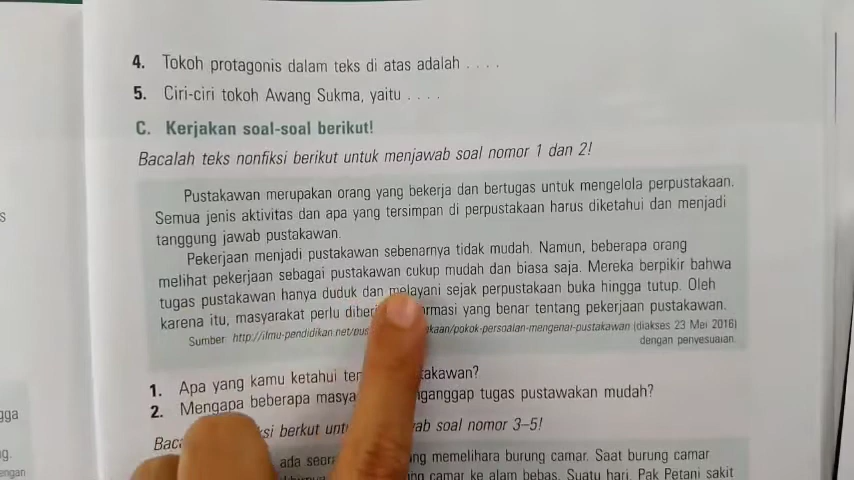 4. Tokoh protagonis dalam teks di atas adalah . . . .
5. Ciri-ciri tokoh Awang Sukma, yaitu . . . .
C. Kerjakan soal-soal berikut!
Bacalah teks nonfiksi berikut untuk menjawab soal nomor 1 dan 2!
Pustakawan merupakan orang yang bekerja dan bertugas untuk mengelola perpustakaan.
Semua jenis aktivitas dan apa yang tersimpan di perpustakaan harus diketahui dan menjadi
tanggung jawab pustakawan.
Pekerjaan menjadi pustakawan sebenarnya tidak mudah. Namun, beberapa orang
melihat pekerjaan sebagai pustakawan cukup mudah dan biasa saja. Mereka berpikir bahwa
tugas pustakawan hanya duduk dan melayani sejak perpustakaan buka hingga tutup. Oleh
karena itu, masyarakat perlu diberi ormasi yang benar tentang pekerjaan pustakawan.
Sumber: http://ilmu-pendidikan.net/pus kaan/pokok-persoalan-mengenai-pustakawan (diakses 23 Mei 2016)
dengan penyesuaian.
1. Apa yang kamu ketahui ten takawan?
2. Mengapa beberapa masya nganggap tugas pustawakan mudah?
Baca ksi berkut unt ab soal nomor 3–5!
ada seor ng memelihara burung camar. Saat burung camar
ng camar ke alam bebas. Suatu hari, Pak Petani sakit
gga
ng.
engan
s